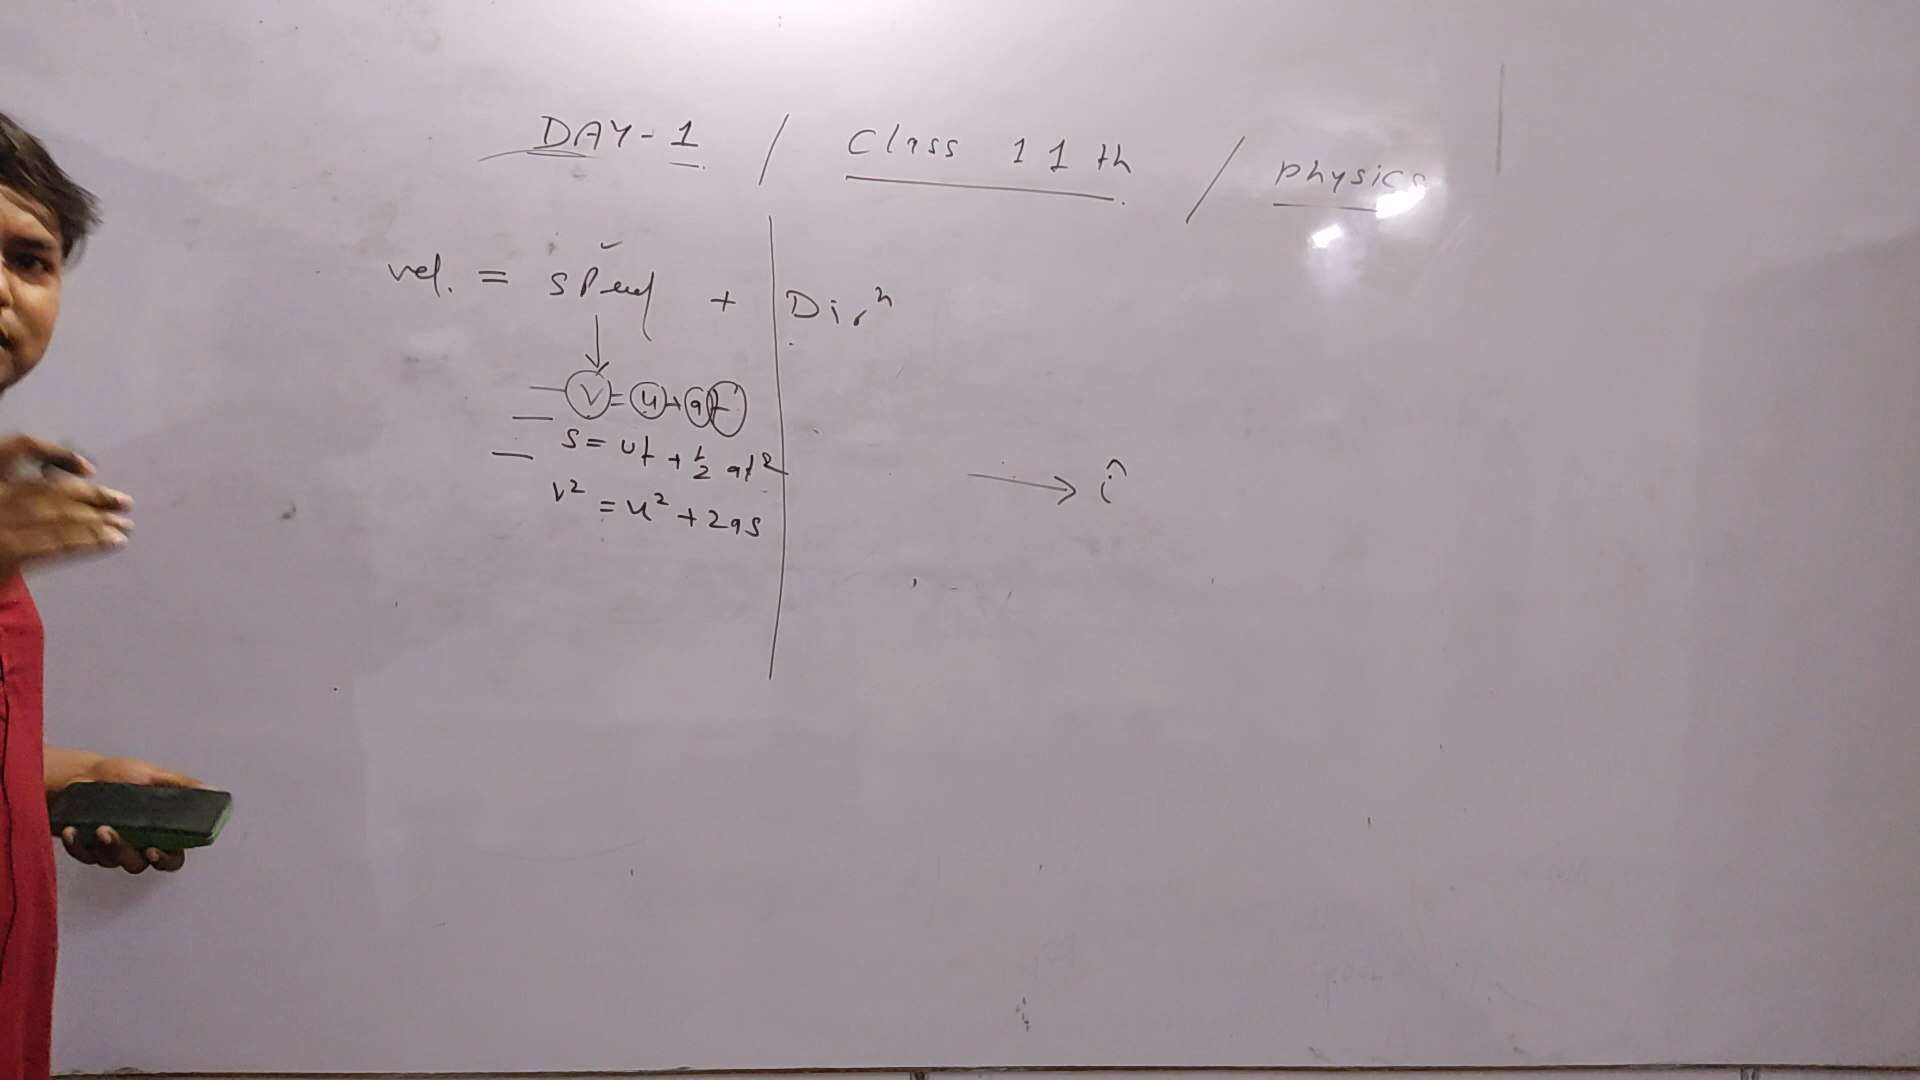 DAY-1 / Class 11th / physics
vel. = speed + Dirⁿ
v = u + at
s = ut + 1/2 at²
v² = u² + 2as
→ î